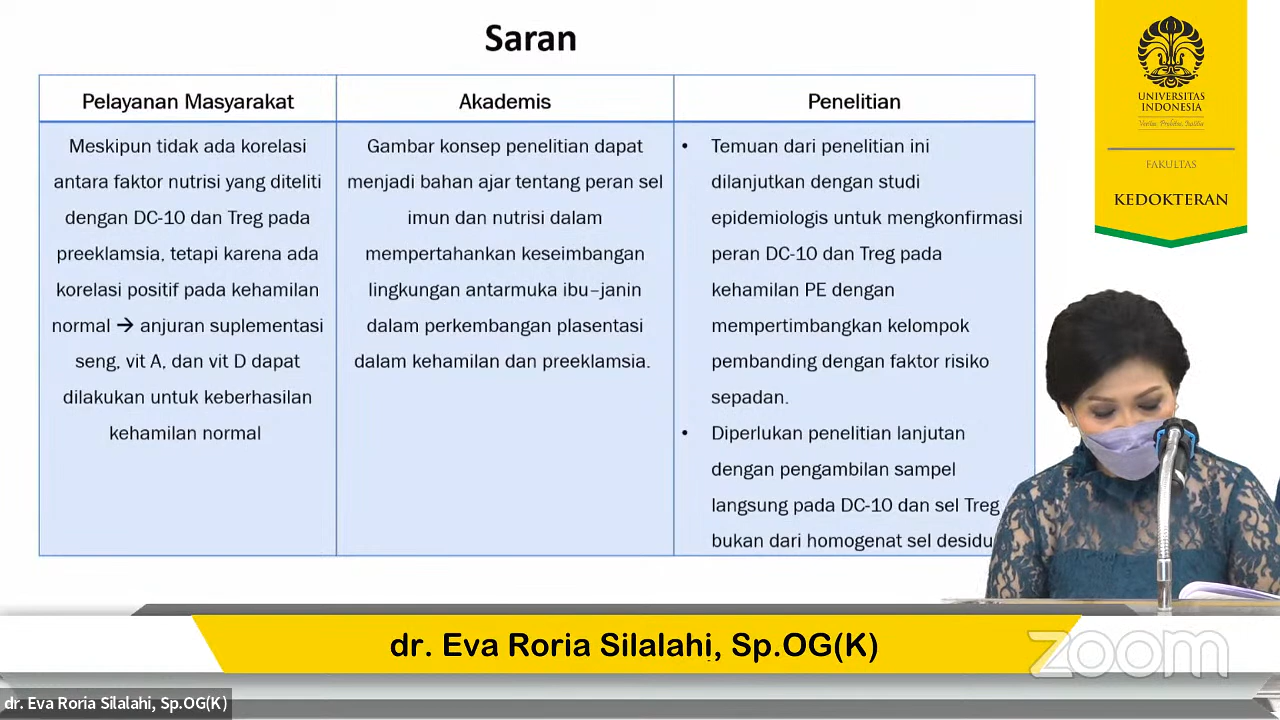 Saran
Pelayanan Masyarakat
Meskipun tidak ada korelasi
antara faktor nutrisi yang diteliti
dengan DC-10 dan Treg pada
preeklamsia, tetapi karena ada
korelasi positif pada kehamilan
normal → anjuran suplementasi
seng, vit A, dan vit D dapat
dilakukan untuk keberhasilan
kehamilan normal
Akademis
Gambar konsep penelitian dapat
menjadi bahan ajar tentang peran sel
imun dan nutrisi dalam
mempertahankan keseimbangan
lingkungan antarmuka ibu–janin
dalam perkembangan plasentasi
dalam kehamilan dan preeklamsia.
Penelitian
• Temuan dari penelitian ini
dilanjutkan dengan studi
epidemiologis untuk mengkonfirmasi
peran DC-10 dan Treg pada
kehamilan PE dengan
mempertimbangkan kelompok
pembanding dengan faktor risiko
sepadan.
• Diperlukan penelitian lanjutan
dengan pengambilan sampel
langsung pada DC-10 dan sel Treg
bukan dari homogenat sel desidu
UNIVERSITAS
INDONESIA
Veritas, Probitas, Iustitia
FAKULTAS
KEDOKTERAN
dr. Eva Roria Silalahi, Sp.OG(K)
zoom
dr. Eva Roria Silalahi, Sp.OG(K)